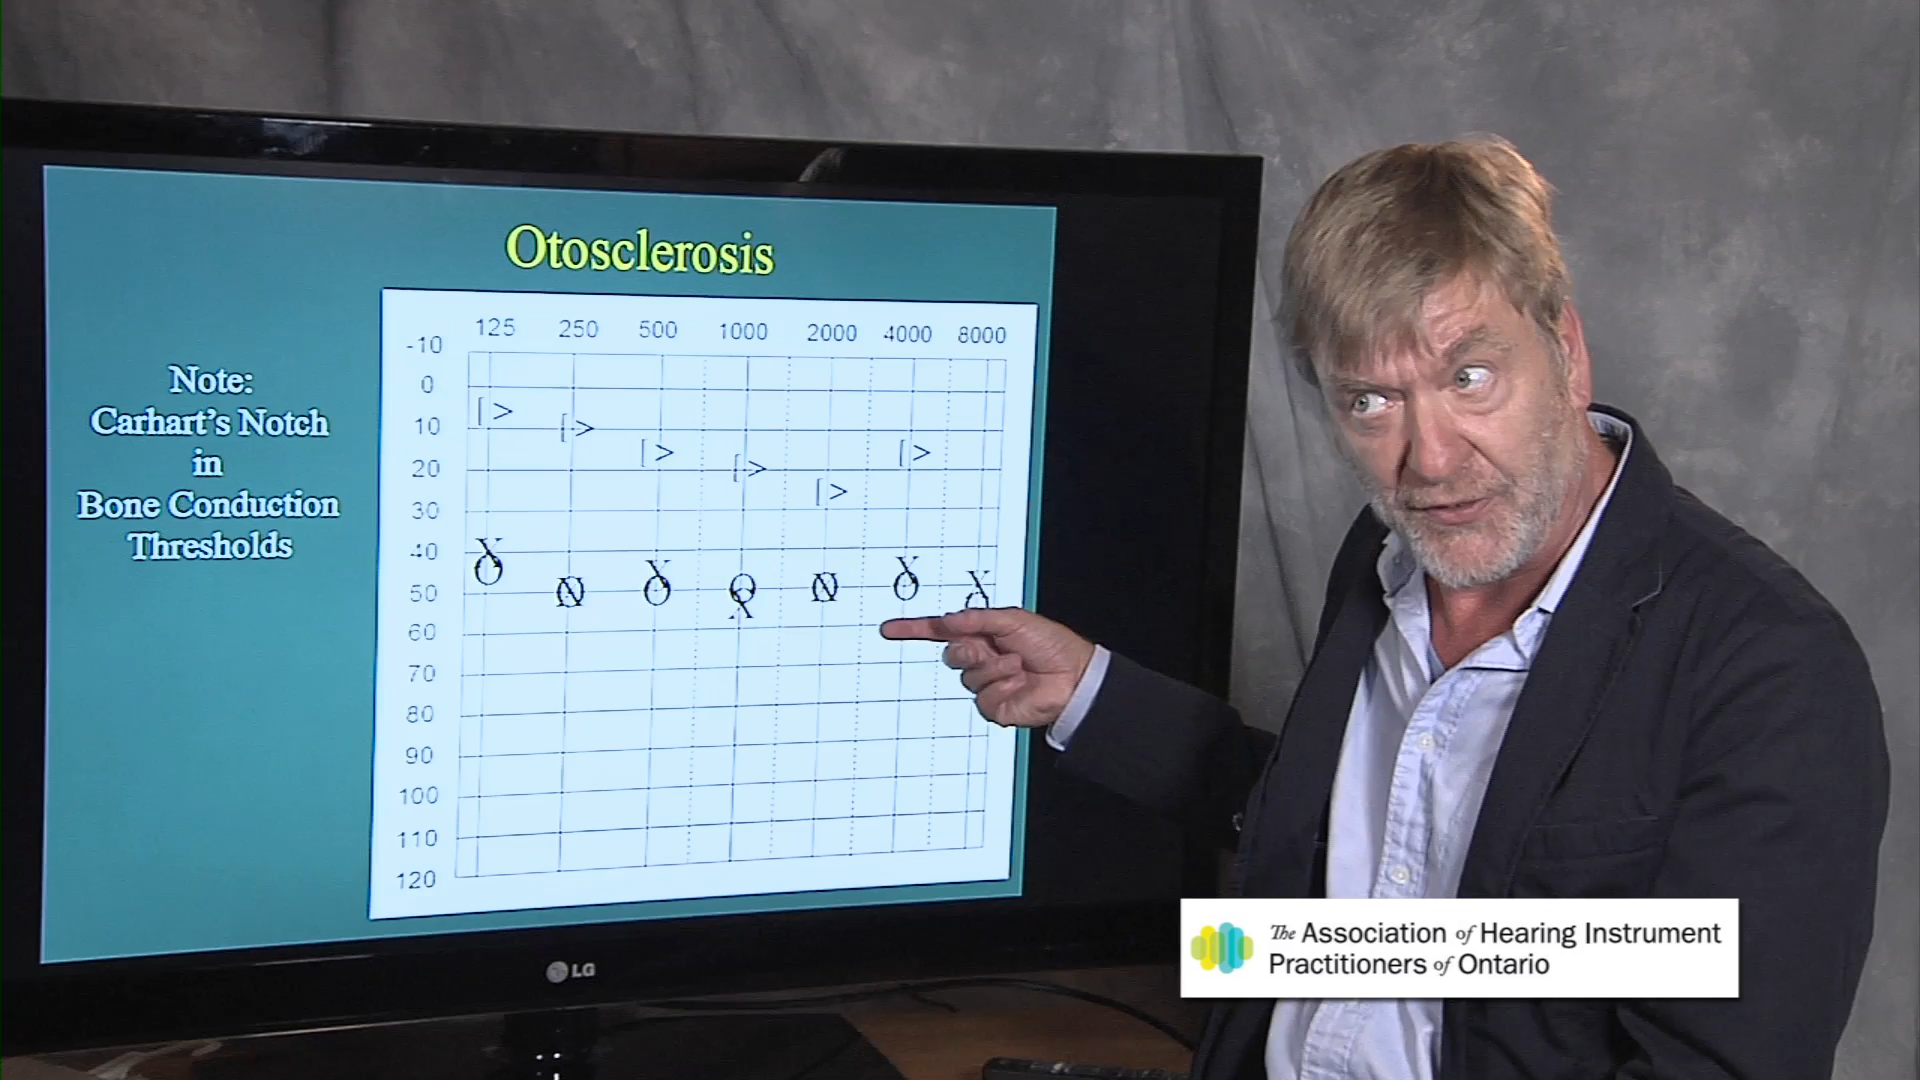 Otosclerosis
Note:
Carhart's Notch
in
Bone Conduction
Thresholds
125 250 500 1000 2000 4000 8000
-10
0
10
20
30
40
50
60
70
80
90
100
110
120
LG
The Association of Hearing Instrument
Practitioners of Ontario